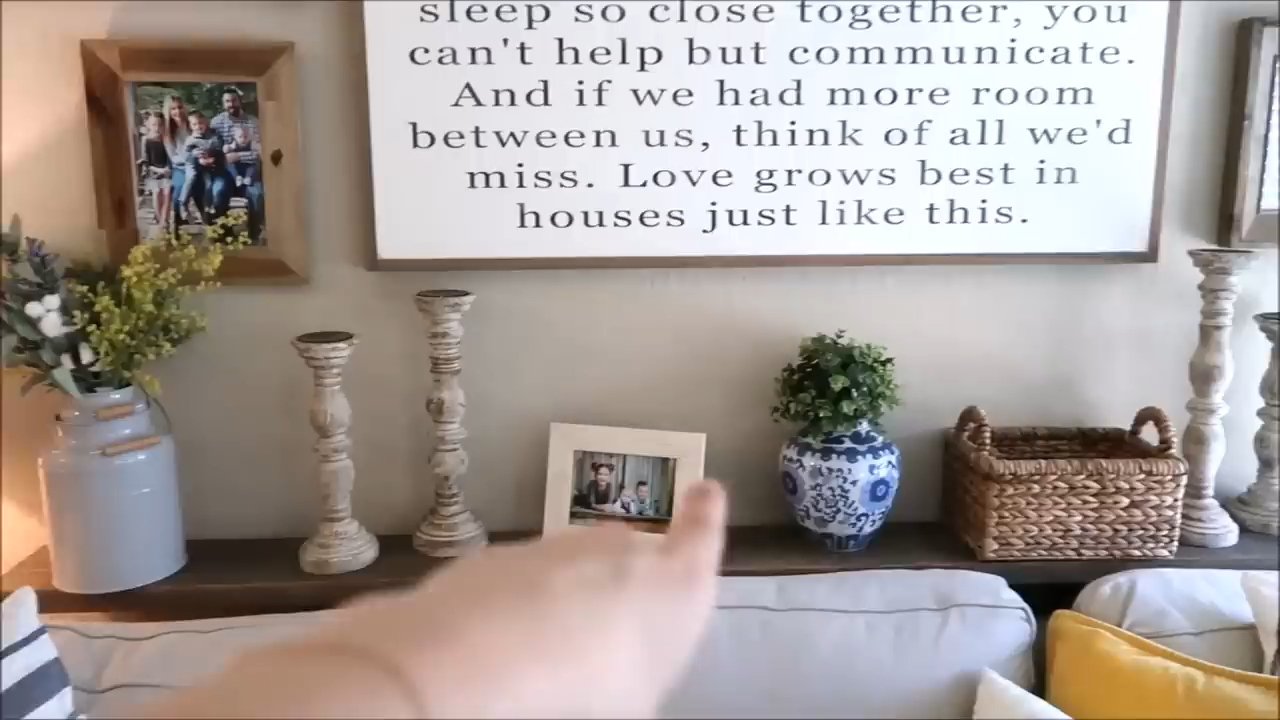 sleep so close together, you
can't help but communicate.
And if we had more room
between us, think of all we'd
miss. Love grows best in
houses just like this.